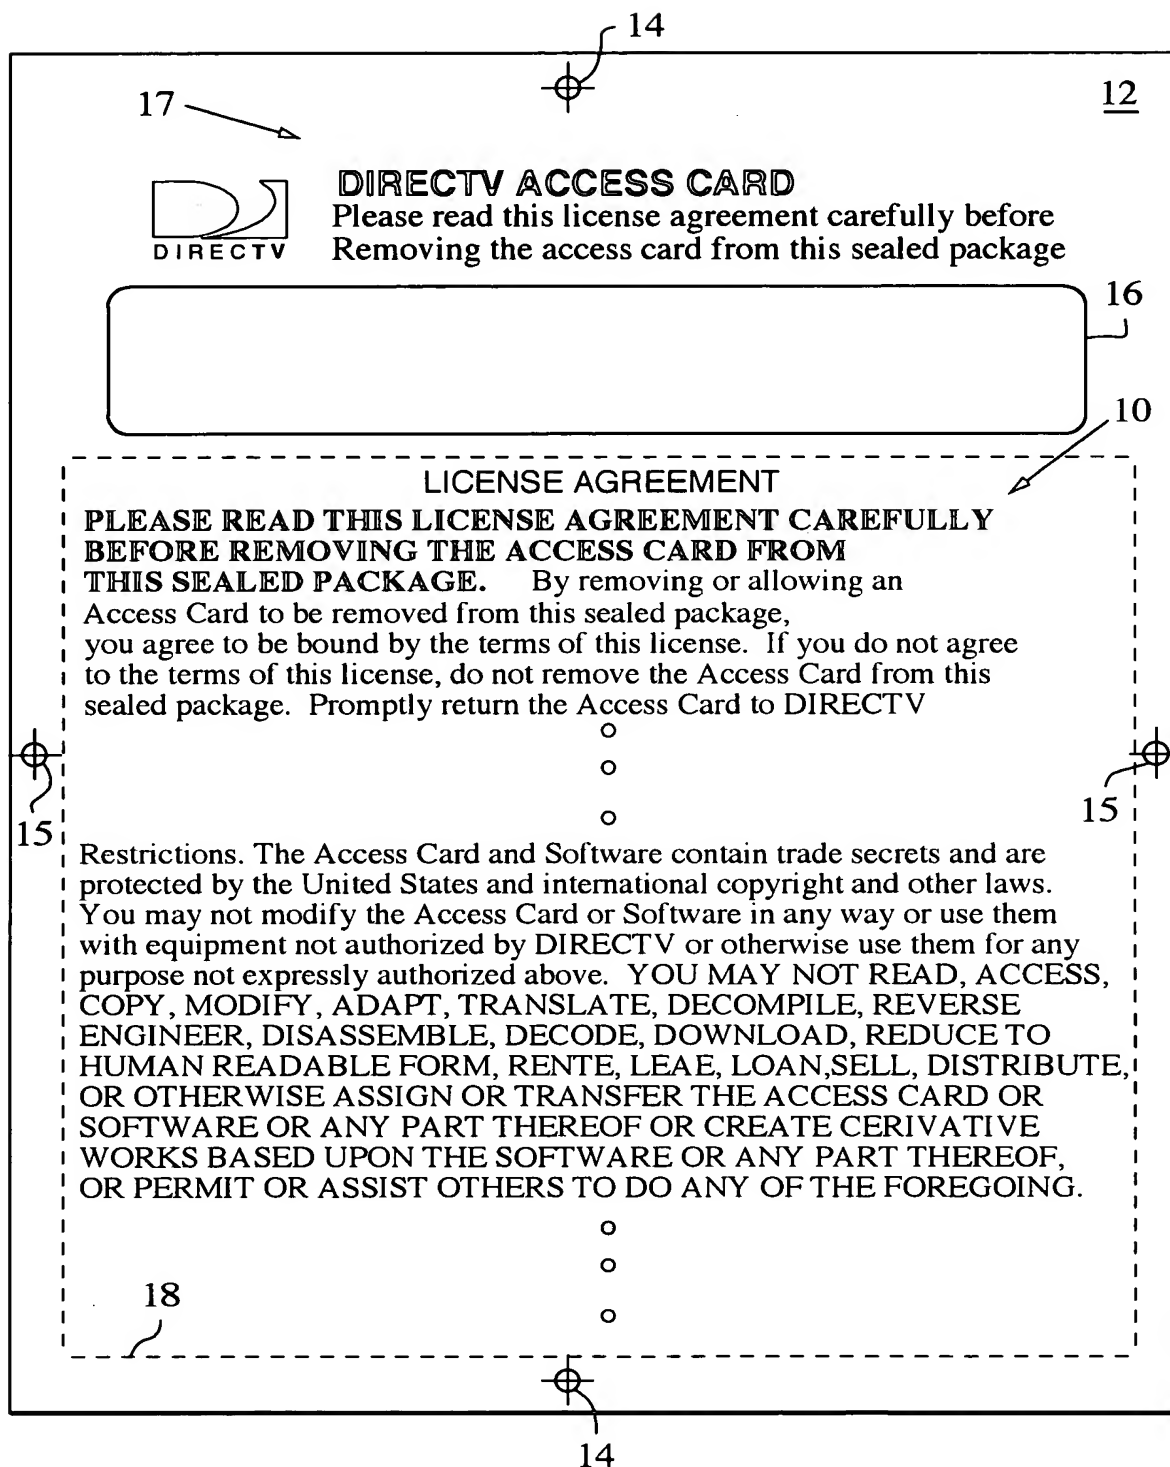 14
12
17
DIRECTV ACCESS CARD
Please read this license agreement carefully before
Removing the access card from this sealed package
DIRECTV
16
10
LICENSE AGREEMENT
PLEASE READ THIS LICENSE AGREEMENT CAREFULLY
BEFORE REMOVING THE ACCESS CARD FROM
THIS SEALED PACKAGE. By removing or allowing an
Access Card to be removed from this sealed package,
you agree to be bound by the terms of this license. If you do not agree
to the terms of this license, do not remove the Access Card from this
sealed package. Promptly return the Access Card to DIRECTV
15
15
Restrictions. The Access Card and Software contain trade secrets and are
protected by the United States and international copyright and other laws.
You may not modify the Access Card or Software in any way or use them
with equipment not authorized by DIRECTV or otherwise use them for any
purpose not expressly authorized above. YOU MAY NOT READ, ACCESS,
COPY, MODIFY, ADAPT, TRANSLATE, DECOMPILE, REVERSE
ENGINEER, DISASSEMBLE, DECODE, DOWNLOAD, REDUCE TO
HUMAN READABLE FORM, RENTE, LEAE, LOAN,SELL, DISTRIBUTE,
OR OTHERWISE ASSIGN OR TRANSFER THE ACCESS CARD OR
SOFTWARE OR ANY PART THEREOF OR CREATE CERIVATIVE
WORKS BASED UPON THE SOFTWARE OR ANY PART THEREOF,
OR PERMIT OR ASSIST OTHERS TO DO ANY OF THE FOREGOING.
18
14